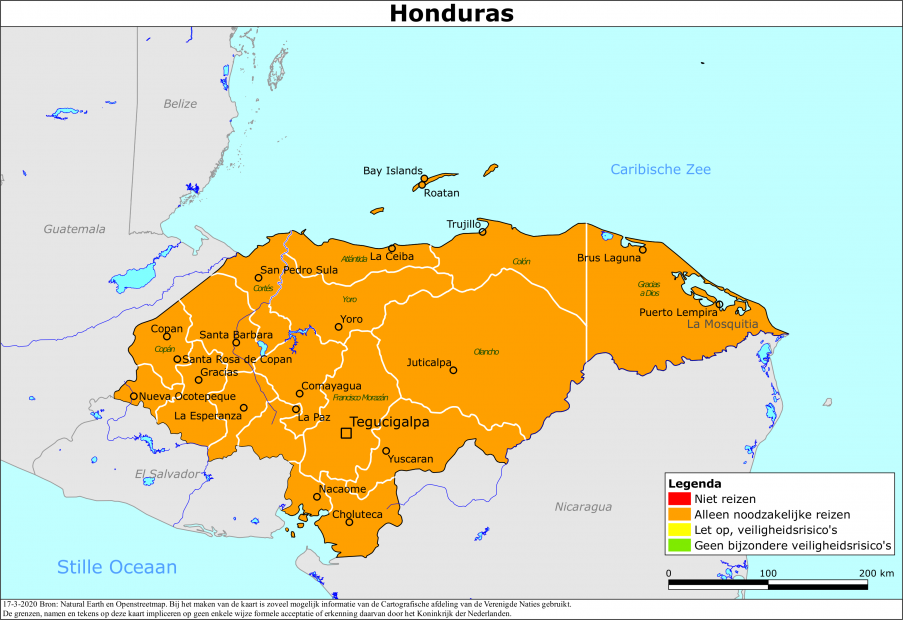 Honduras
Belize
Caribische Zee
Bay Islands
Roatan
Guatemala
Trujillo
La Ceiba
Atlántida
Colón
Brus Laguna
San Pedro Sula
Cortés
Yoro
Gracias
a Dios
Puerto Lempira
La Mosquitia
Yoro
Copan
Santa Barbara
Copán
Santa Rosa de Copan
Olancho
Juticalpa
Gracias
Comayagua
Nueva Ocotepeque
Francisco Morazán
La Esperanza
La Paz
Tegucigalpa
Yuscaran
El Salvador
Nacaome
Choluteca
Nicaragua
Stille Oceaan
Legenda
Niet reizen
Alleen noodzakelijke reizen
Let op, veiligheidsrisico's
Geen bijzondere veiligheidsrisico's
0 100 200 km
17-3-2020 Bron: Natural Earth en Openstreetmap. Bij het maken van de kaart is zoveel mogelijk informatie van de Cartografische afdeling van de Verenigde Naties gebruikt.
De grenzen, namen en tekens op deze kaart impliceren op geen enkele wijze formele acceptatie of erkenning daarvan door het Koninkrijk der Nederlanden.